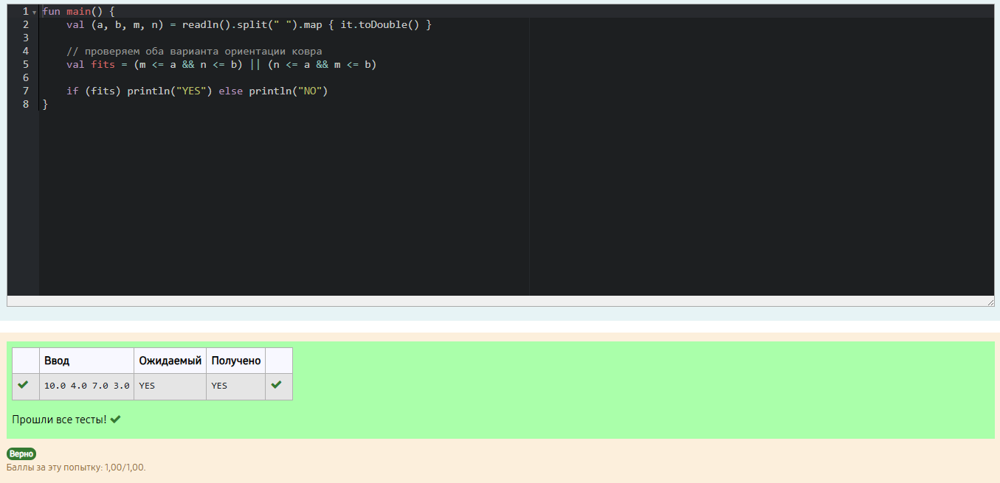 1 fun main() {
2     val (a, b, m, n) = readln().split(" ").map { it.toDouble() }
3
4     // проверяем оба варианта ориентации ковра
5     val fits = (m <= a && n <= b) || (n <= a && m <= b)
6
7     if (fits) println("YES") else println("NO")
8 }
Ввод Ожидаемый Получено
10.0 4.0 7.0 3.0 YES YES
Прошли все тесты!
Верно
Баллы за эту попытку: 1,00/1,00.